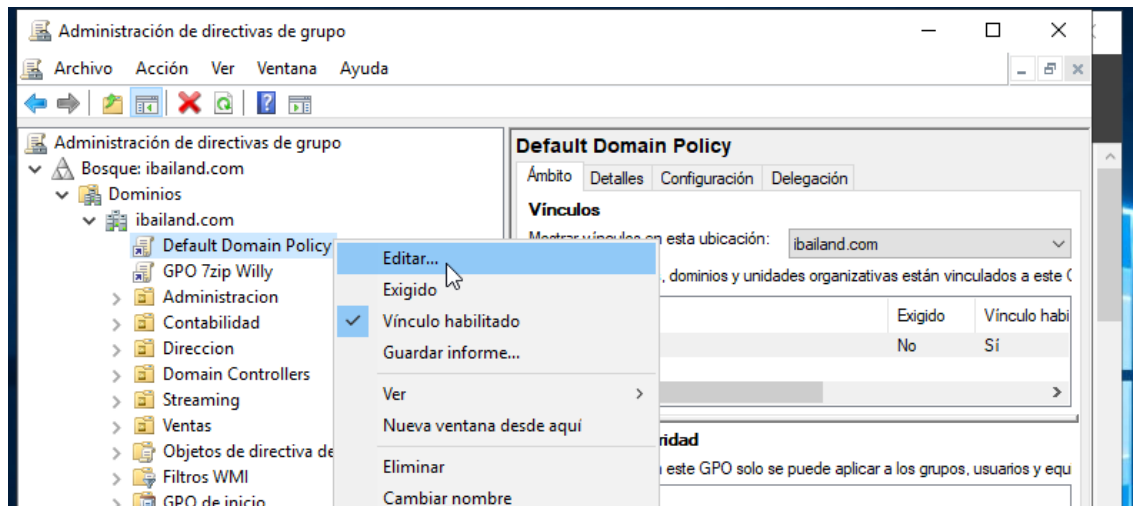 Administración de directivas de grupo
Archivo Acción Ver Ventana Ayuda
Administración de directivas de grupo
Bosque: ibailand.com
Dominios
ibailand.com
Default Domain Policy
GPO 7zip Willy
Administracion
Contabilidad
Direccion
Domain Controllers
Streaming
Ventas
Objetos de directiva de
Filtros WMI
GPO de inicio
Editar...
Exigido
Vínculo habilitado
Guardar informe...
Ver
Nueva ventana desde aquí
Eliminar
Cambiar nombre
Default Domain Policy
Ámbito Detalles Configuración Delegación
Vínculos
Mostrar vínculos en esta ubicación: ibailand.com
, dominios y unidades organizativas están vinculados a este
Exigido Vínculo habi
No Sí
ridad
este GPO solo se puede aplicar a los grupos, usuarios y equ